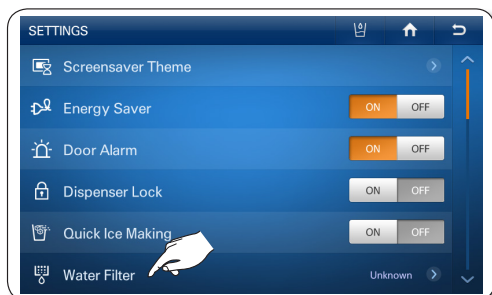 SETTINGS
Screensaver Theme
Energy Saver ON OFF
Door Alarm ON OFF
Dispenser Lock ON OFF
Quick Ice Making ON OFF
Water Filter Unknown